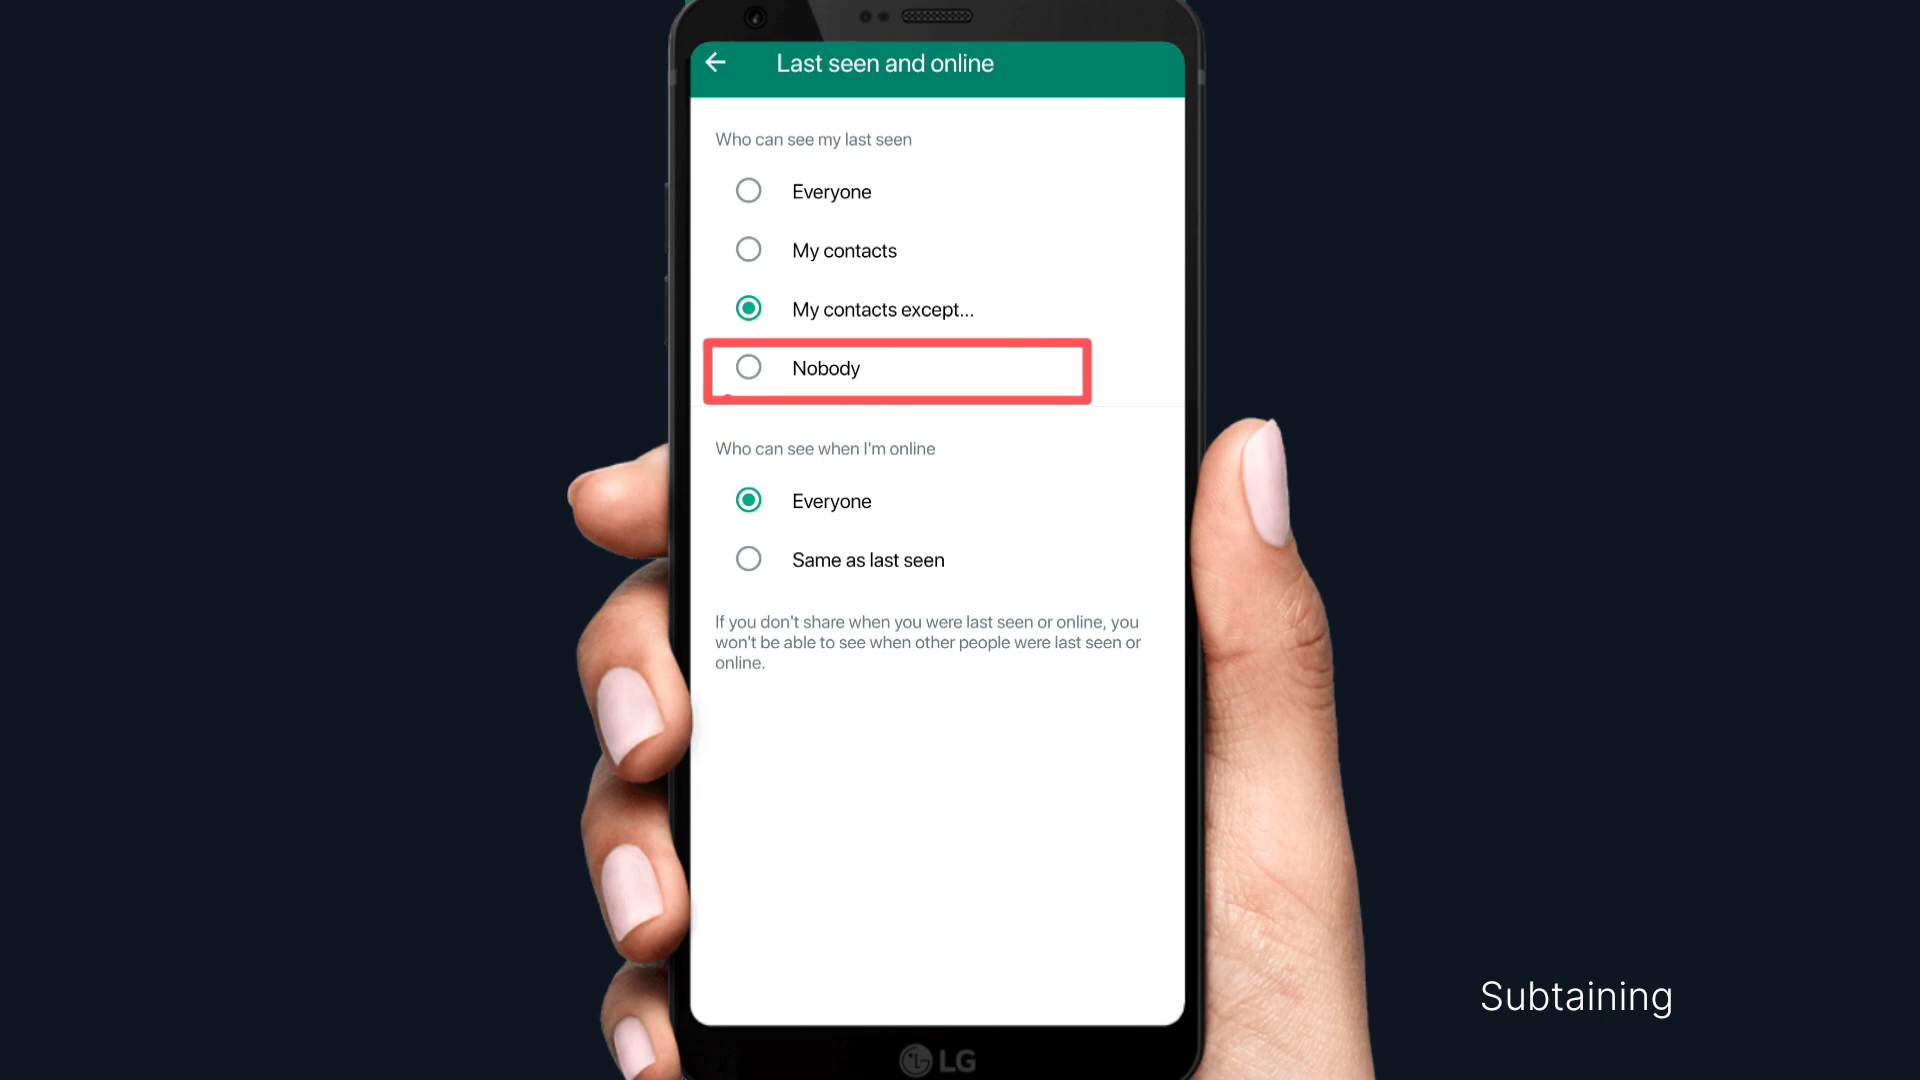 Last seen and online
Who can see my last seen
Everyone
My contacts
My contacts except...
Nobody
Who can see when I'm online
Everyone
Same as last seen
If you don't share when you were last seen or online, you
won't be able to see when other people were last seen or
online.
Subtaining
LG